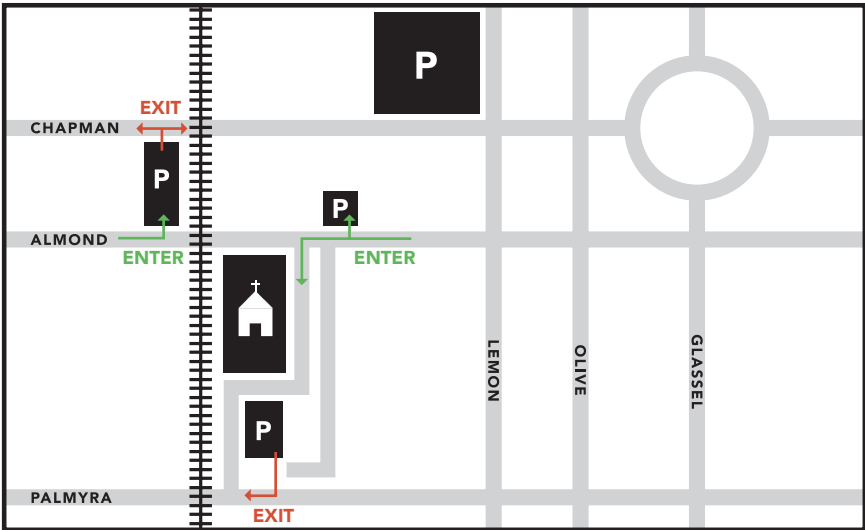 P
EXIT
CHAPMAN
P
P
ALMOND
ENTER
ENTER
LEMON
OLIVE
GLASSEL
P
PALMYRA
EXIT